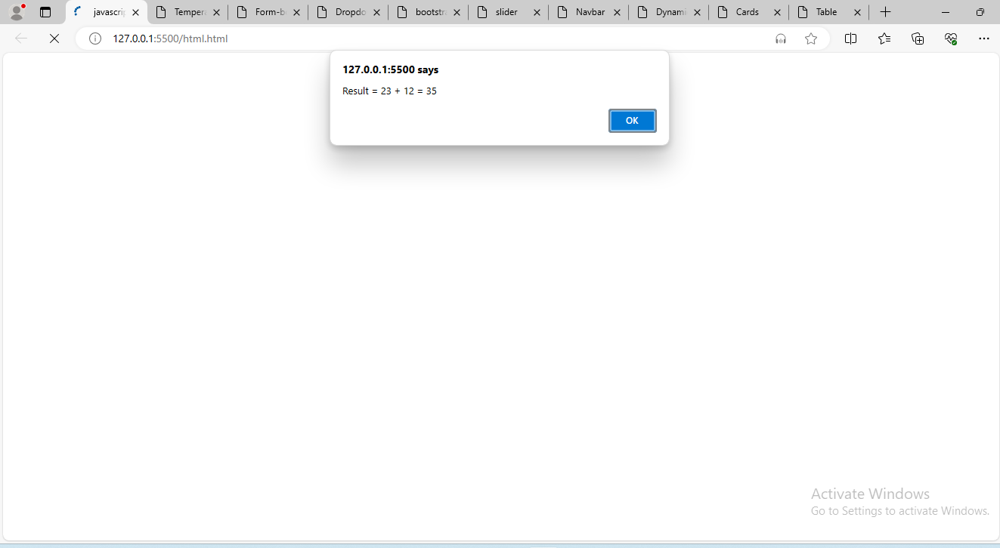 javascrip
Tempera
Form-b
Dropdo
bootstra
slider
Navbar
Dynami
Cards
Table
127.0.0.1:5500/html.html
127.0.0.1:5500 says
Result = 23 + 12 = 35
OK
Activate Windows
Go to Settings to activate Windows.